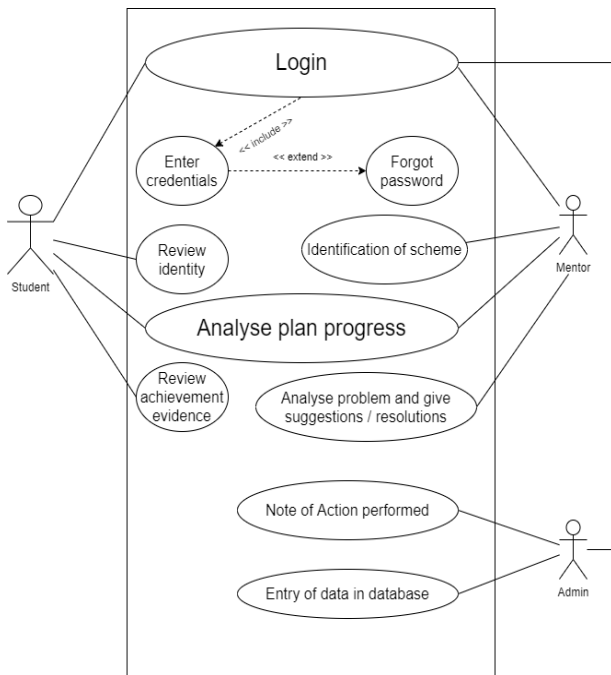 Login
<< include >>
<< extend >>
Enter
credentials
Forgot
password
Review
identity
Identification of scheme
Student
Mentor
Analyse plan progress
Review
achievement
evidence
Analyse problem and give
suggestions / resolutions
Note of Action performed
Entry of data in database
Admin